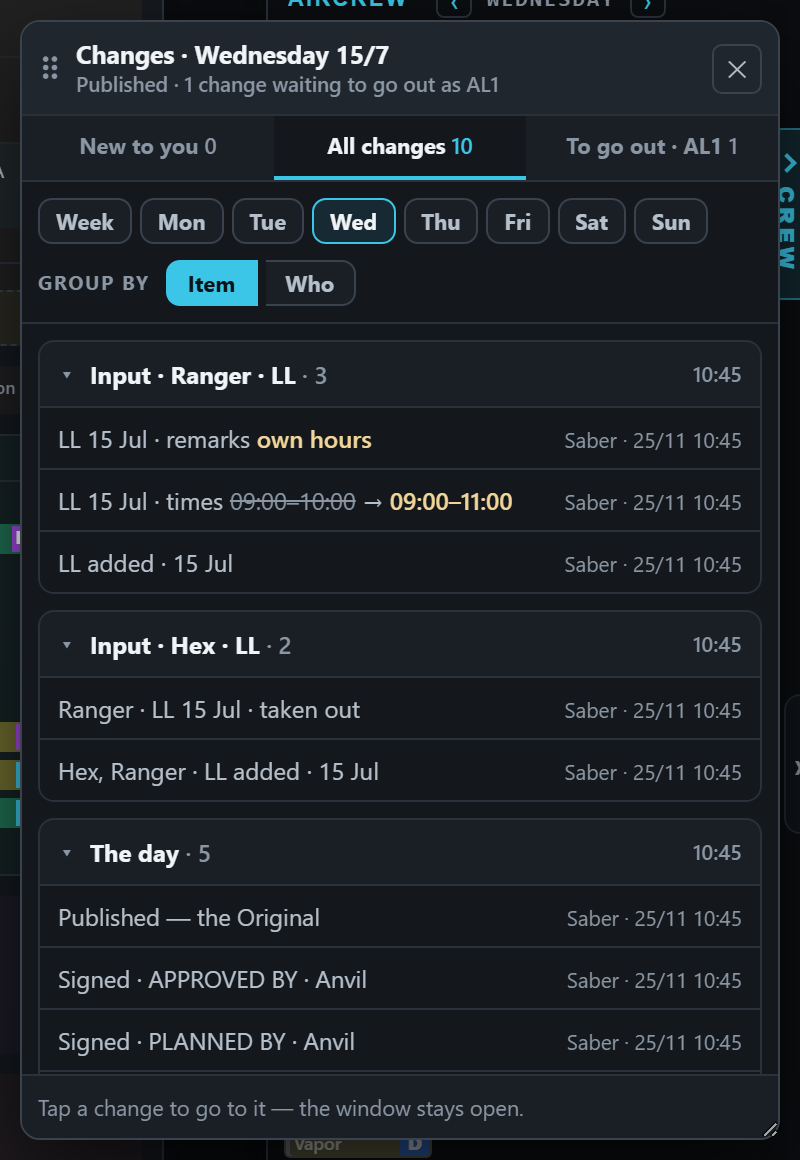 AIRCREW ‹ WEDNESDAY ›
Changes · Wednesday 15/7
Published · 1 change waiting to go out as AL1
New to you 0
All changes 10
To go out · AL1 1
CREW
Week Mon Tue Wed Thu Fri Sat Sun
GROUP BY Item Who
Input · Ranger · LL · 3 10:45
on
LL 15 Jul · remarks own hours Saber · 25/11 10:45
LL 15 Jul · times 09:00–10:00 → 09:00–11:00 Saber · 25/11 10:45
LL added · 15 Jul Saber · 25/11 10:45
Input · Hex · LL · 2 10:45
Ranger · LL 15 Jul · taken out Saber · 25/11 10:45
Hex, Ranger · LL added · 15 Jul Saber · 25/11 10:45
The day · 5 10:45
Published — the Original Saber · 25/11 10:45
Signed · APPROVED BY · Anvil Saber · 25/11 10:45
Signed · PLANNED BY · Anvil Saber · 25/11 10:45
Tap a change to go to it — the window stays open.
Vapor D